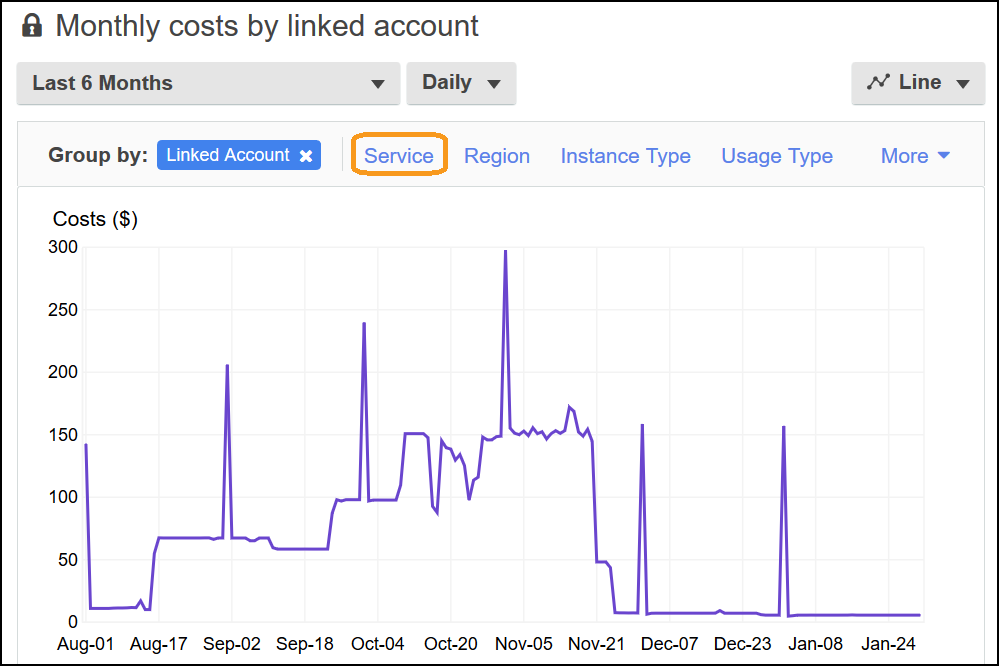 Monthly costs by linked account
Last 6 Months Daily Line
Group by: Linked Account Service Region Instance Type Usage Type More
Costs ($)
300
250
200
150
100
50
0
Aug-01 Aug-17 Sep-02 Sep-18 Oct-04 Oct-20 Nov-05 Nov-21 Dec-07 Dec-23 Jan-08 Jan-24